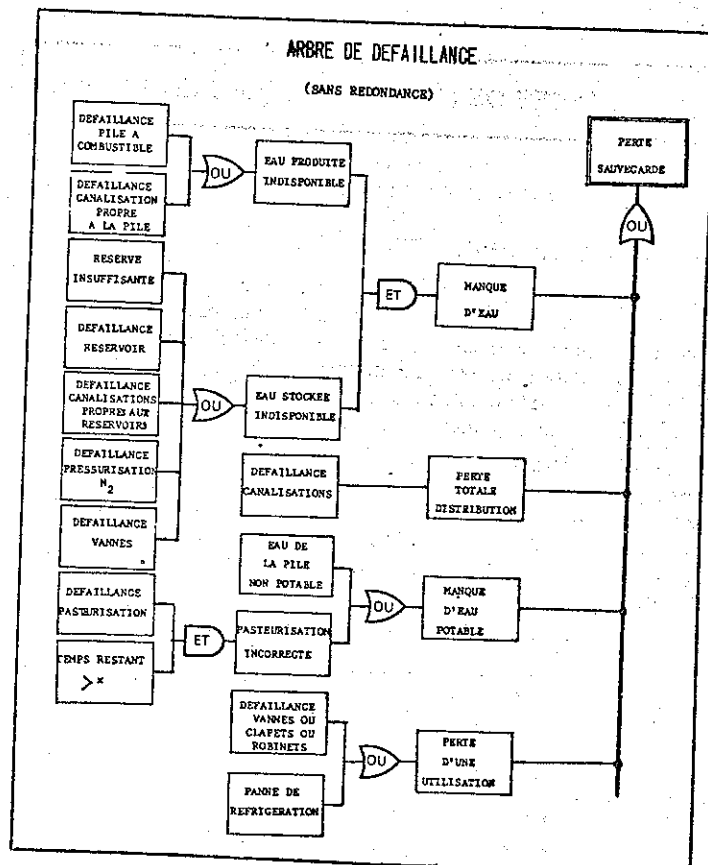 ARBRE DE DEFAILLANCE
(SANS REDONDANCE)
DEFAILLANCE
PILE A
COMBUSTIBLE
OU
EAU PRODUITE
INDISPONIBLE
PERTE
SAUVEGARDE
OU
DEFAILLANCE
CANALISATION
PROPRE
A LA PILE
RESERVE
INSUFFISANTE
ET
MANQUE
D'EAU
DEFAILLANCE
RESERVOIR
DEFAILLANCE
CANALISATIONS
PROPRES AUX
RESERVOIRS
OU
EAU STOCKEE
INDISPONIBLE
DEFAILLANCE
PRESSURISATION
N2
DEFAILLANCE
CANALISATIONS
PERTE
TOTALE
DISTRIBUTION
DEFAILLANCE
VANNES
EAU DE
LA PILE
NON POTABLE
DEFAILLANCE
PASTEURISATION
OU
MANQUE
D'EAU
POTABLE
ET
PASTEURISATION
INCORRECTE
TEMPS RESTANT
> x
DEFAILLANCE
VANNES OU
CLAPETS OU
ROBINETS
OU
PERTE
D'UNE
UTILISATION
PANNE DE
REFRIGERATION